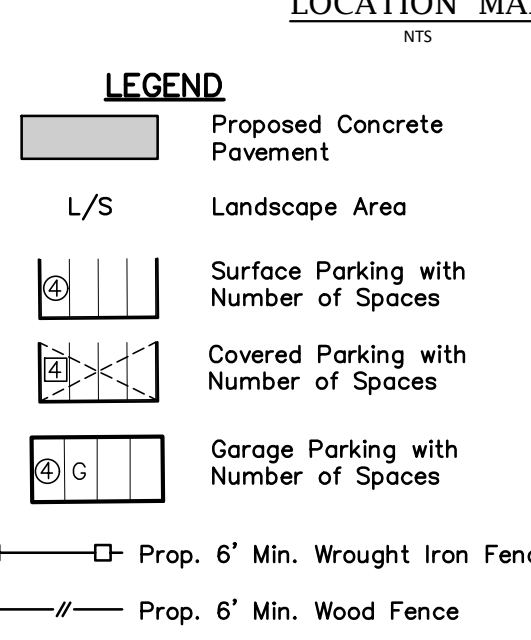 LOCATION
NTS
LEGEND
Proposed Concrete
Pavement
L/S Landscape Area
4 Surface Parking with
Number of Spaces
4 Covered Parking with
Number of Spaces
4 G Garage Parking with
Number of Spaces
Prop. 6' Min. Wrought Iron
Prop. 6' Min. Wood Fence